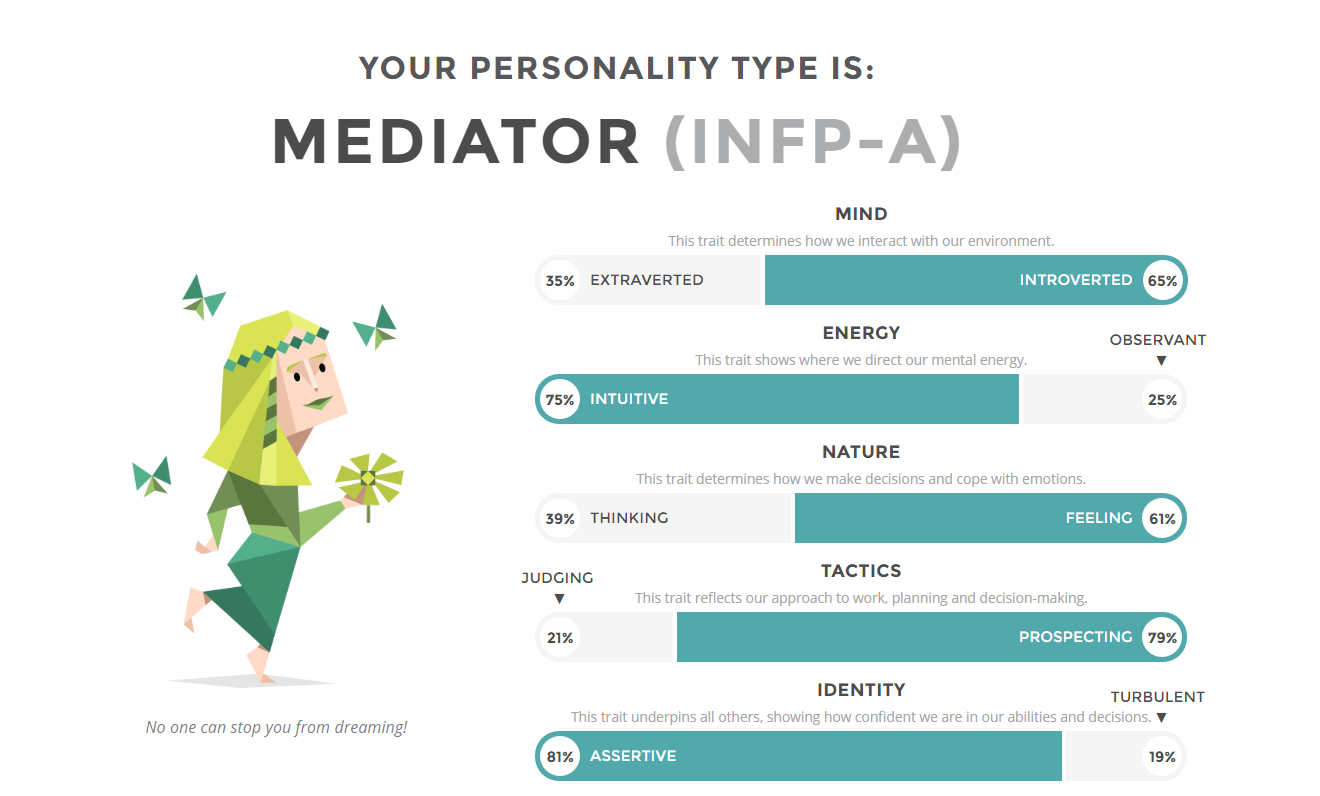 YOUR PERSONALITY TYPE IS:
MEDIATOR (INFP-A)
MIND
This trait determines how we interact with our environment.
35% EXTRAVERTED INTROVERTED 65%
ENERGY
This trait shows where we direct our mental energy.
OBSERVANT
▼
75% INTUITIVE 25%
NATURE
This trait determines how we make decisions and cope with emotions.
39% THINKING FEELING 61%
TACTICS
JUDGING
▼
This trait reflects our approach to work, planning and decision-making.
21% PROSPECTING 79%
IDENTITY
TURBULENT
This trait underpins all others, showing how confident we are in our abilities and decisions. ▼
81% ASSERTIVE 19%
No one can stop you from dreaming!